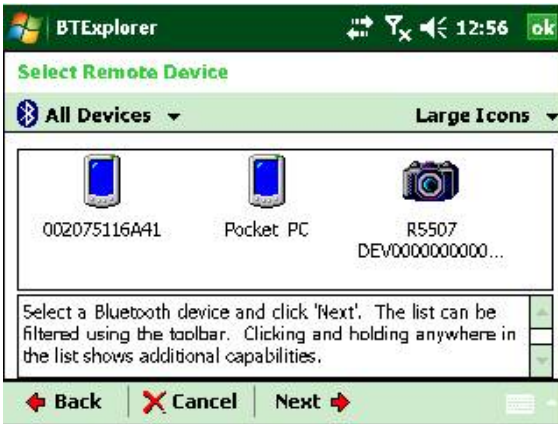 BTExplorer 12:56 ok
Select Remote Device
All Devices Large Icons
002075116A41 Pocket PC R5507
DEV0000000000...
Select a Bluetooth device and click 'Next'. The list can be
filtered using the toolbar. Clicking and holding anywhere in
the list shows additional capabilities.
Back Cancel Next